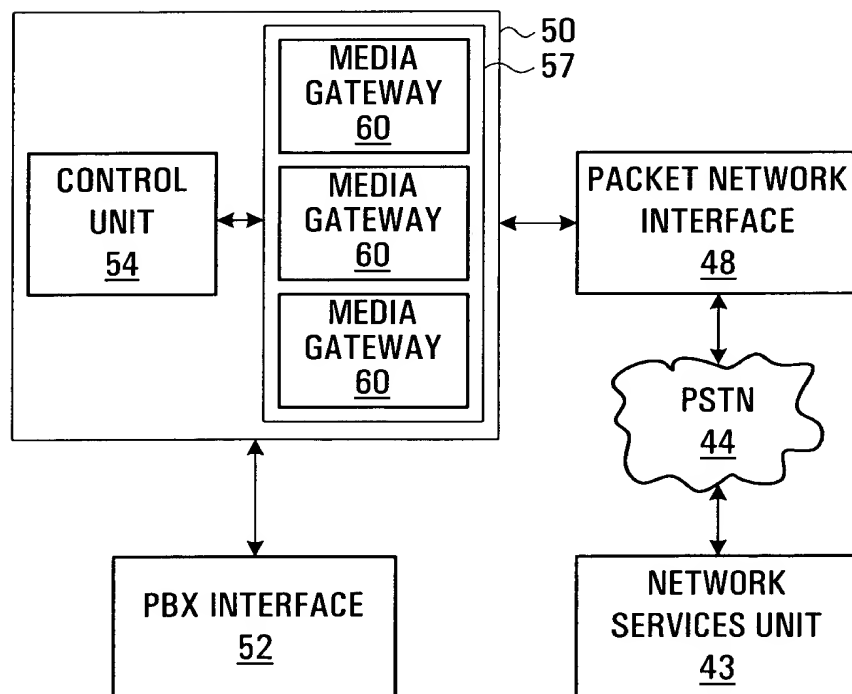 50
57
MEDIA
GATEWAY
60
MEDIA
GATEWAY
60
MEDIA
GATEWAY
60
CONTROL
UNIT
54
PACKET NETWORK
INTERFACE
48
PSTN
44
PBX INTERFACE
52
NETWORK
SERVICES UNIT
43